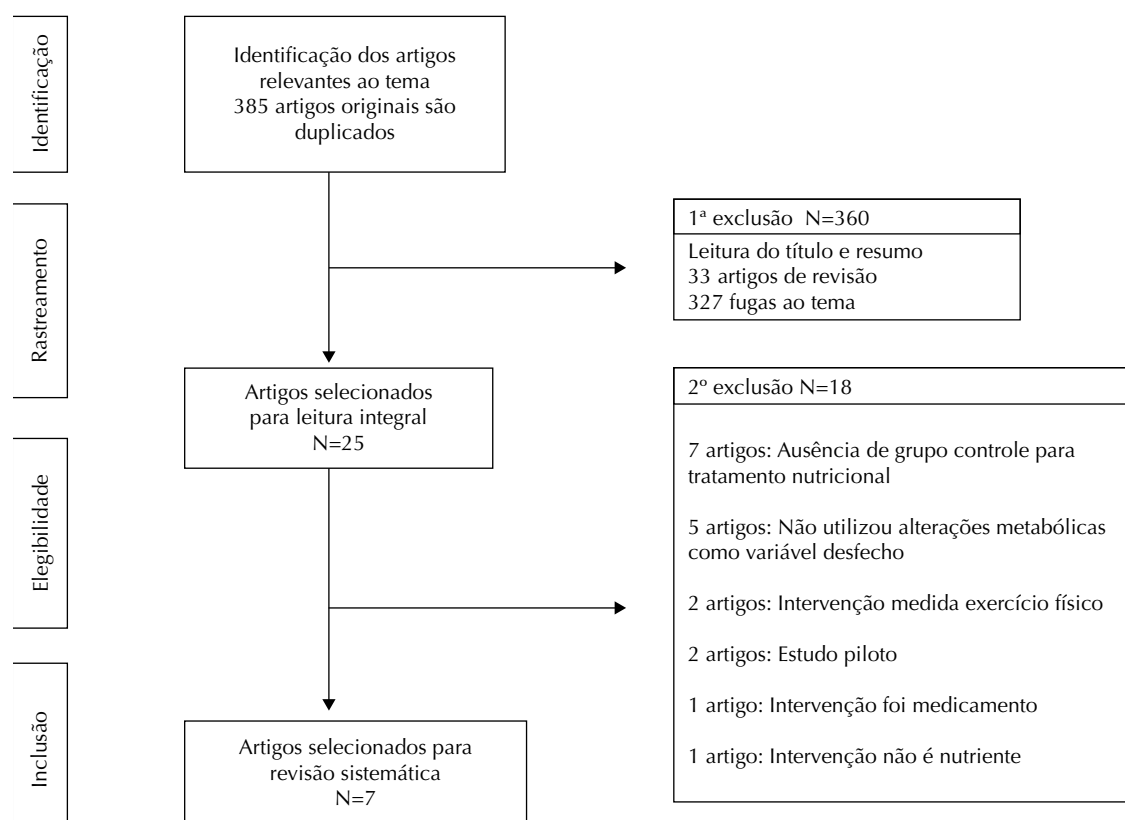 Identificação
Identificação dos artigos
relevantes ao tema
385 artigos originais são
duplicados
Rastreamento
1ª exclusão N=360
Leitura do título e resumo
33 artigos de revisão
327 fugas ao tema
Artigos selecionados
para leitura integral
N=25
Elegibilidade
2º exclusão N=18
7 artigos: Ausência de grupo controle para
tratamento nutricional
5 artigos: Não utilizou alterações metabólicas
como variável desfecho
2 artigos: Intervenção medida exercício físico
2 artigos: Estudo piloto
1 artigo: Intervenção foi medicamento
1 artigo: Intervenção não é nutriente
Inclusão
Artigos selecionados para
revisão sistemática
N=7